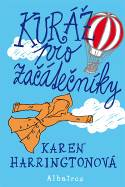 KURÁŽ
pro
začátečníky
KAREN
HARRINGTONOVÁ
Albatros